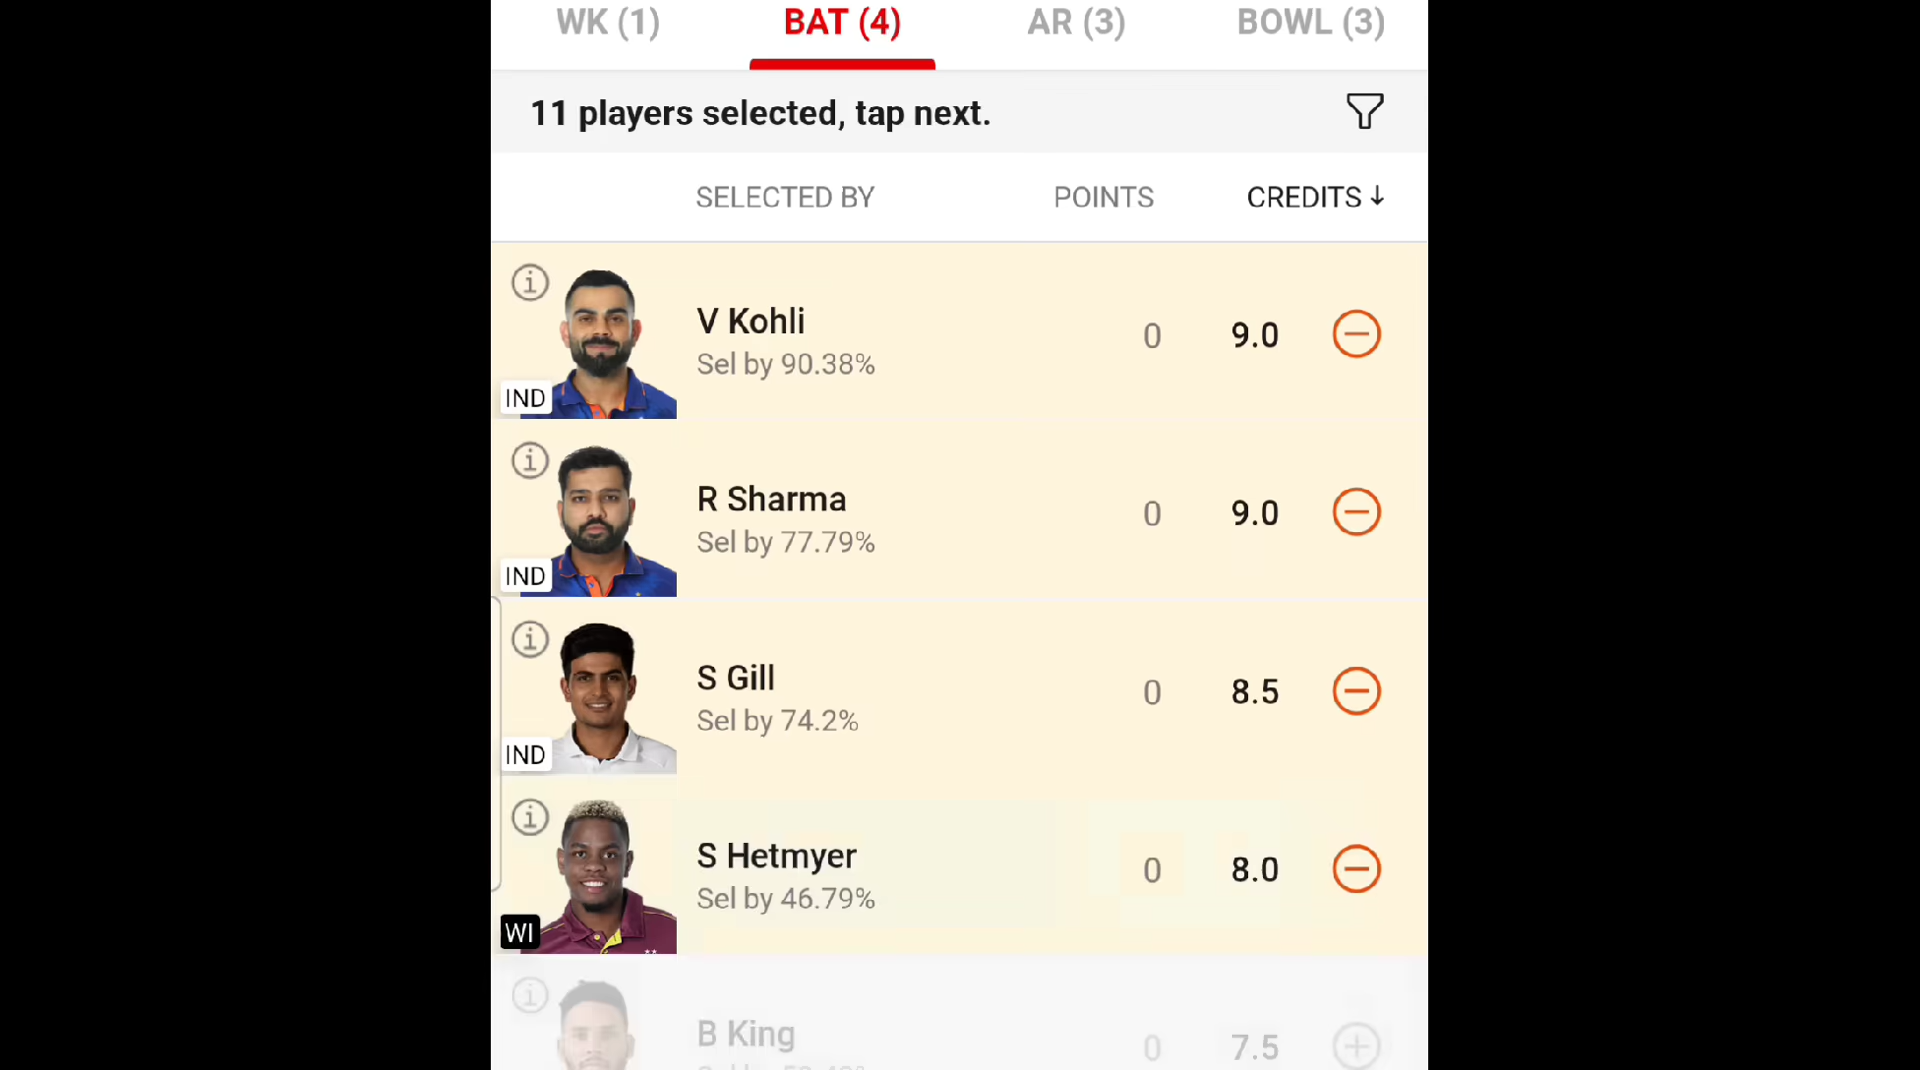 WK (1) BAT (4) AR (3) BOWL (3)
11 players selected, tap next.
SELECTED BY POINTS CREDITS ↓
V Kohli
Sel by 90.38%
0 9.0
IND
R Sharma
Sel by 77.79%
0 9.0
IND
S Gill
Sel by 74.2%
0 8.5
IND
S Hetmyer
Sel by 46.79%
0 8.0
WI
B King
0 7.5